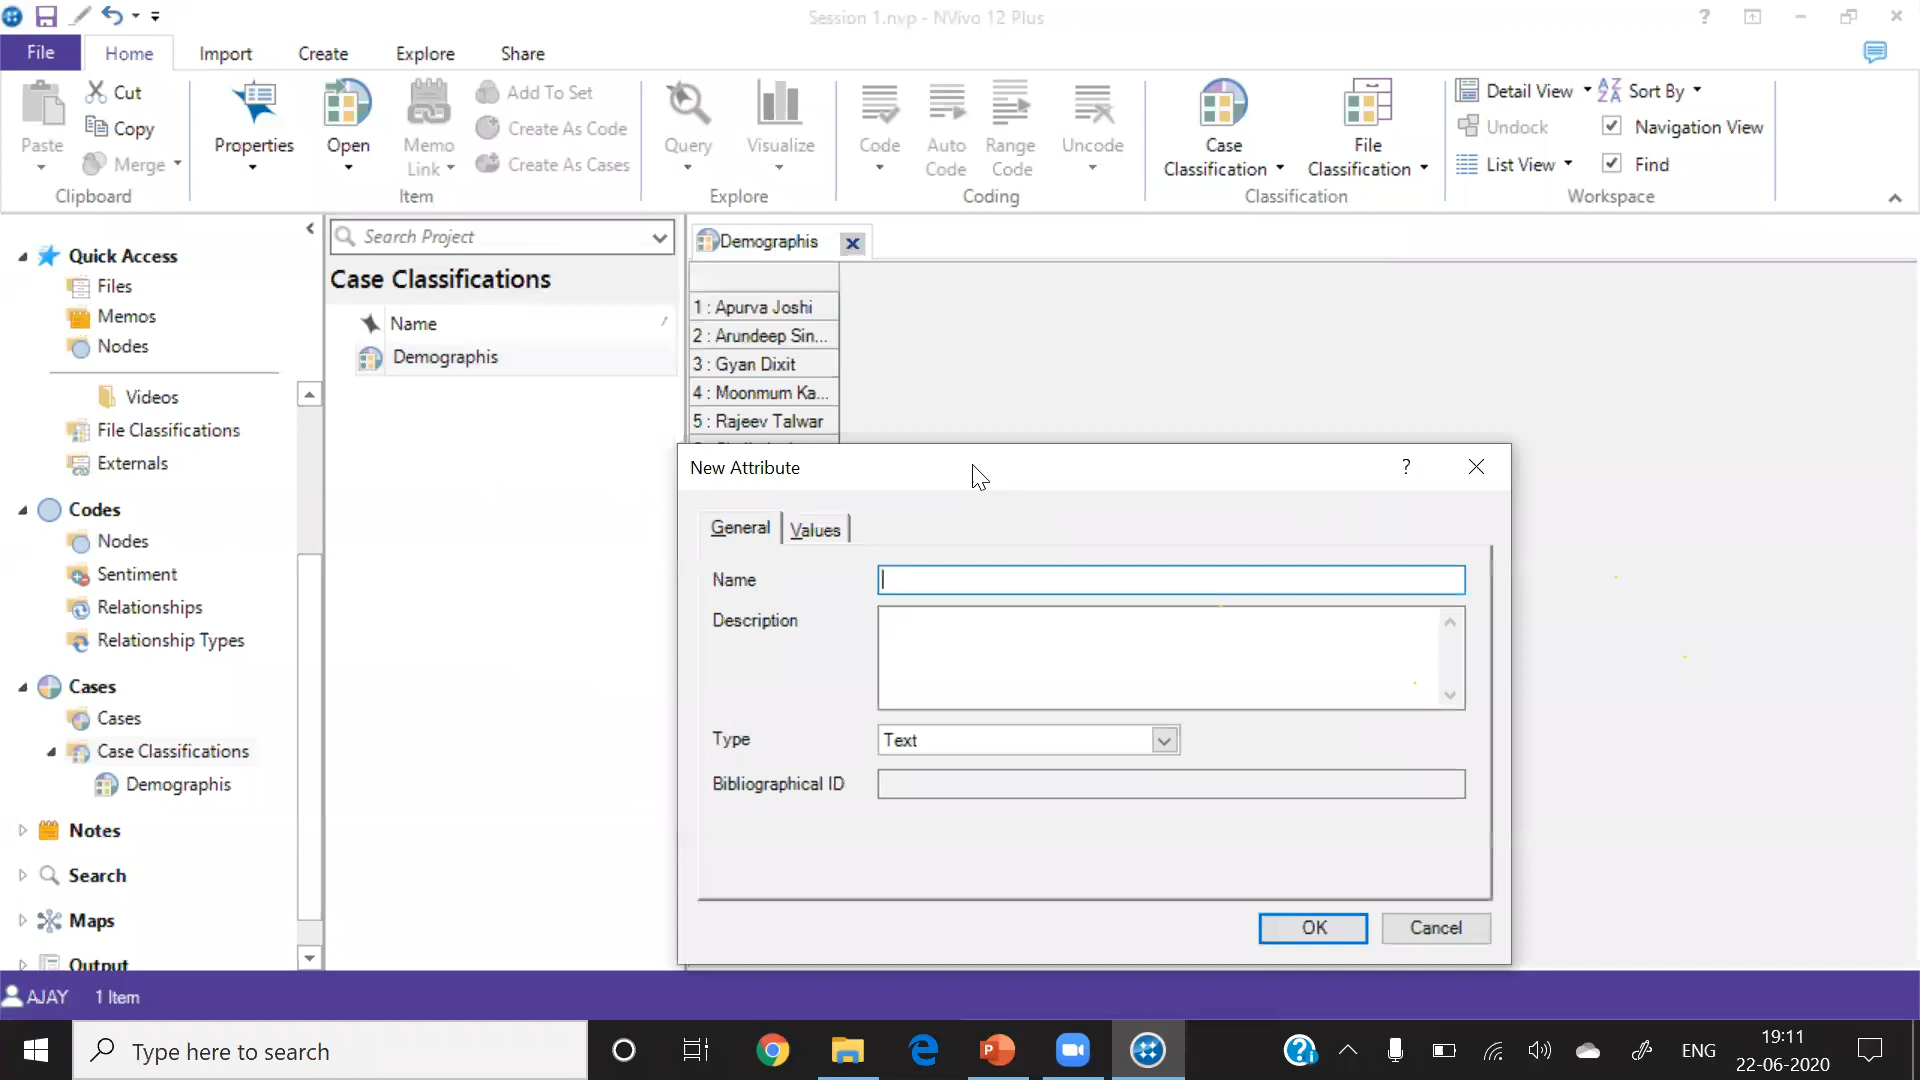 Session 1.nvp - NVivo 12 Plus
File Home Import Create Explore Share
Paste Cut Copy Merge
Clipboard
Properties Open Memo Link Add To Set Create As Code Create As Cases
Item
Query Visualize
Explore
Code Auto Code Range Code Uncode
Coding
Case Classification File Classification
Classification
Detail View Sort By
Undock Navigation View
List View Find
Workspace
Quick Access
Files
Memos
Nodes
Videos
File Classifications
Externals
Codes
Nodes
Sentiment
Relationships
Relationship Types
Cases
Cases
Case Classifications
Demographis
Notes
Search
Maps
Output
Search Project
Case Classifications
Name
Demographis
Demographis
1 : Apurva Joshi
2 : Arundeep Sin...
3 : Gyan Dixit
4 : Moonmum Ka...
5 : Rajeev Talwar
New Attribute ?
General Values
Name
Description
Type Text
Bibliographical ID
OK Cancel
AJAY 1 Item
Type here to search
ENG
19:11
22-06-2020